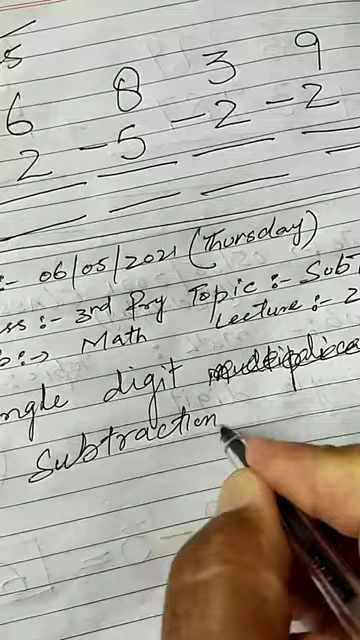 6 8 3 9
2 -5 -2 -2
:- 06/05/2021 (Thursday)
ss :- 3rd Pry Topic :- Subt
:-> Math Lecture :- 2
ngle digit
Subtraction